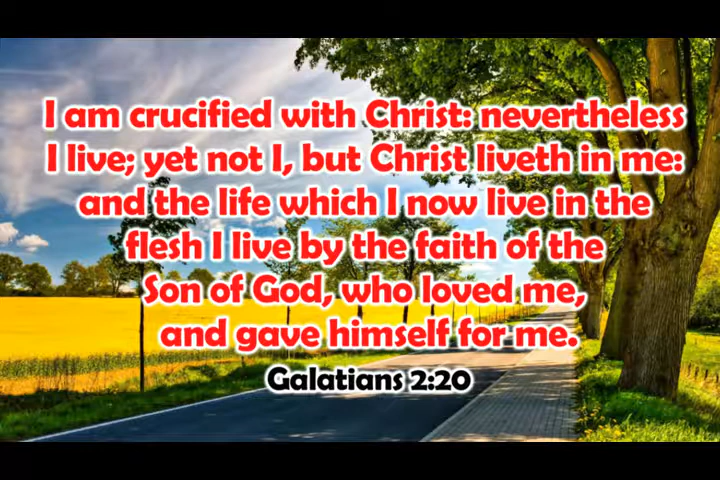 I am crucified with Christ: nevertheless
I live; yet not I, but Christ liveth in me:
and the life which I now live in the
flesh I live by the faith of the
Son of God, who loved me,
and gave himself for me.
Galatians 2:20